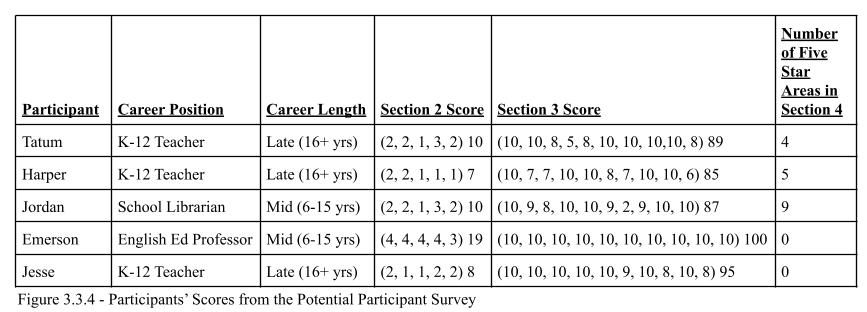 Participant Career Position Career Length Section 2 Score Section 3 Score Number of Five Star Areas in Section 4
Tatum K-12 Teacher Late (16+ yrs) (2, 2, 1, 3, 2) 10 (10, 10, 8, 5, 8, 10, 10, 10,10, 8) 89 4
Harper K-12 Teacher Late (16+ yrs) (2, 2, 1, 1, 1) 7 (10, 7, 7, 10, 10, 8, 7, 10, 10, 6) 85 5
Jordan School Librarian Mid (6-15 yrs) (2, 2, 1, 3, 2) 10 (10, 9, 8, 10, 10, 9, 2, 9, 10, 10) 87 9
Emerson English Ed Professor Mid (6-15 yrs) (4, 4, 4, 4, 3) 19 (10, 10, 10, 10, 10, 10, 10, 10, 10, 10) 100 0
Jesse K-12 Teacher Late (16+ yrs) (2, 1, 1, 2, 2) 8 (10, 10, 10, 10, 10, 9, 10, 8, 10, 8) 95 0
Figure 3.3.4 - Participants' Scores from the Potential Participant Survey